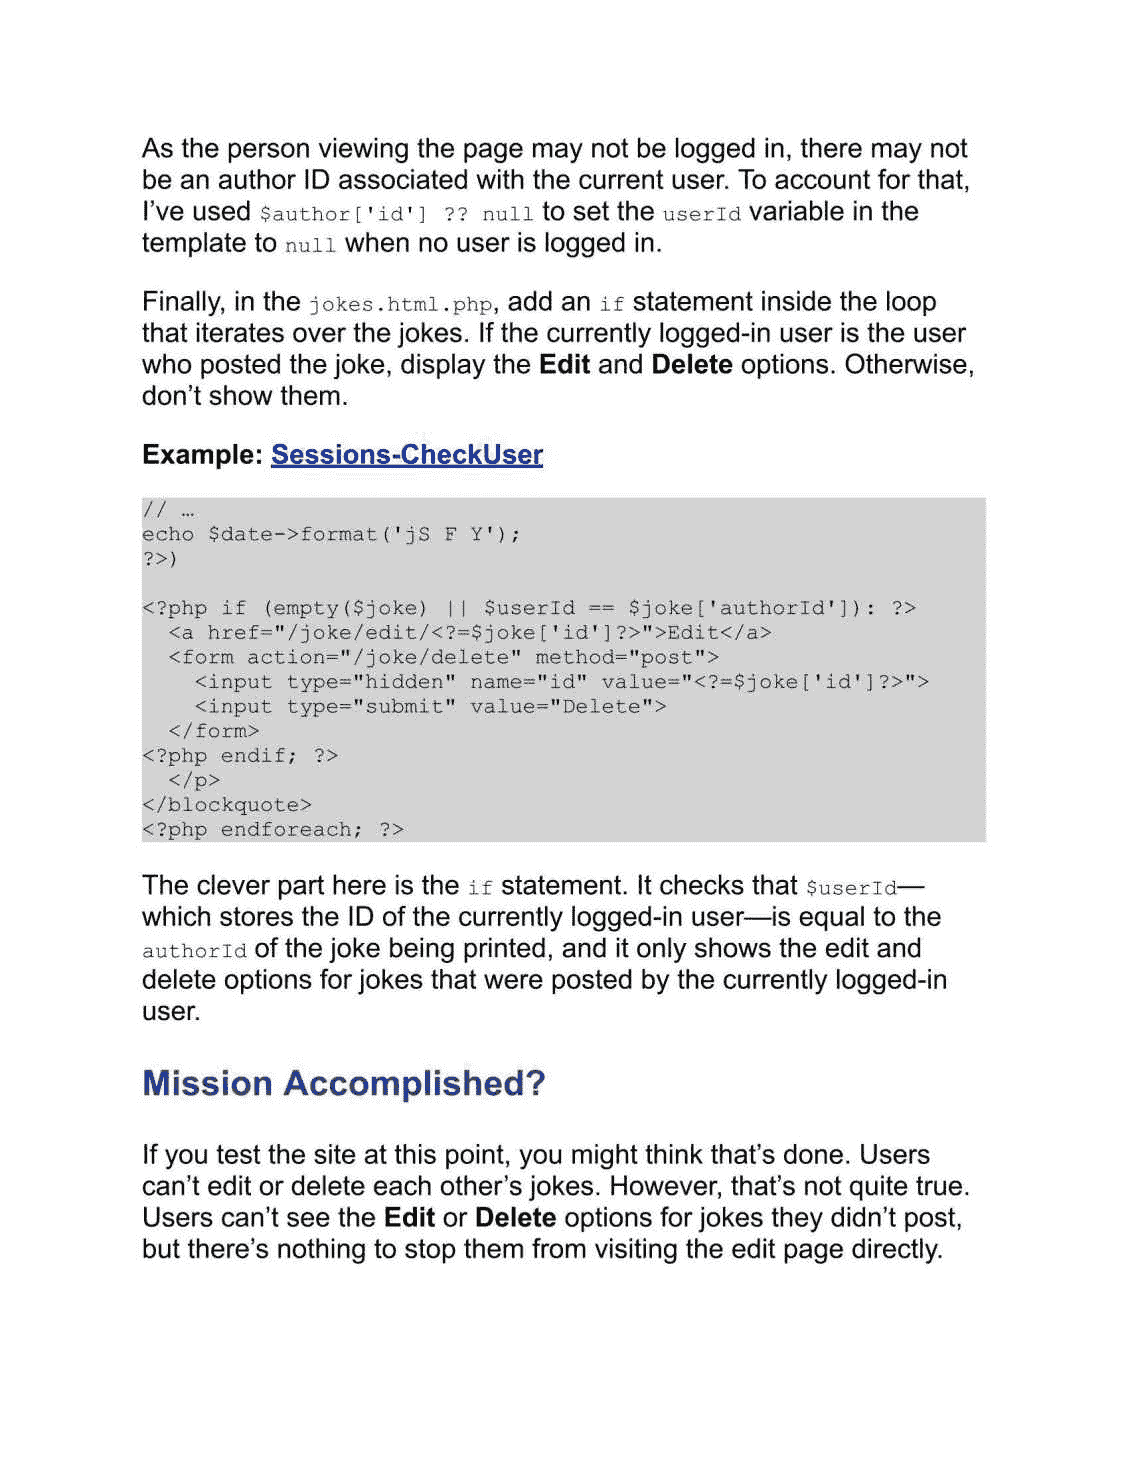 As the person viewing the page may not be logged in, there may not
be an author ID associated with the current user. To account for that,
I’ve used $author['id'] ?? null to set the userId variable in the
template to null when no user is logged in.
Finally, in the jokes.html.php, add an if statement inside the loop
that iterates over the jokes. If the currently logged-in user is the user
who posted the joke, display the Edit and Delete options. Otherwise,
don’t show them.
Example: Sessions-CheckUser
// …
echo $date->format('jS F Y');
?>)
<?php if (empty($joke) || $userId == $joke['authorId']): ?>
  <a href="/joke/edit/<?=$joke['id']?>">Edit</a>
  <form action="/joke/delete" method="post">
    <input type="hidden" name="id" value="<?=$joke['id']?>">
    <input type="submit" value="Delete">
  </form>
<?php endif; ?>
  </p>
</blockquote>
<?php endforeach; ?>
The clever part here is the if statement. It checks that $userId—
which stores the ID of the currently logged-in user—is equal to the
authorId of the joke being printed, and it only shows the edit and
delete options for jokes that were posted by the currently logged-in
user.
Mission Accomplished?
If you test the site at this point, you might think that’s done. Users
can’t edit or delete each other’s jokes. However, that’s not quite true.
Users can’t see the Edit or Delete options for jokes they didn’t post,
but there’s nothing to stop them from visiting the edit page directly.